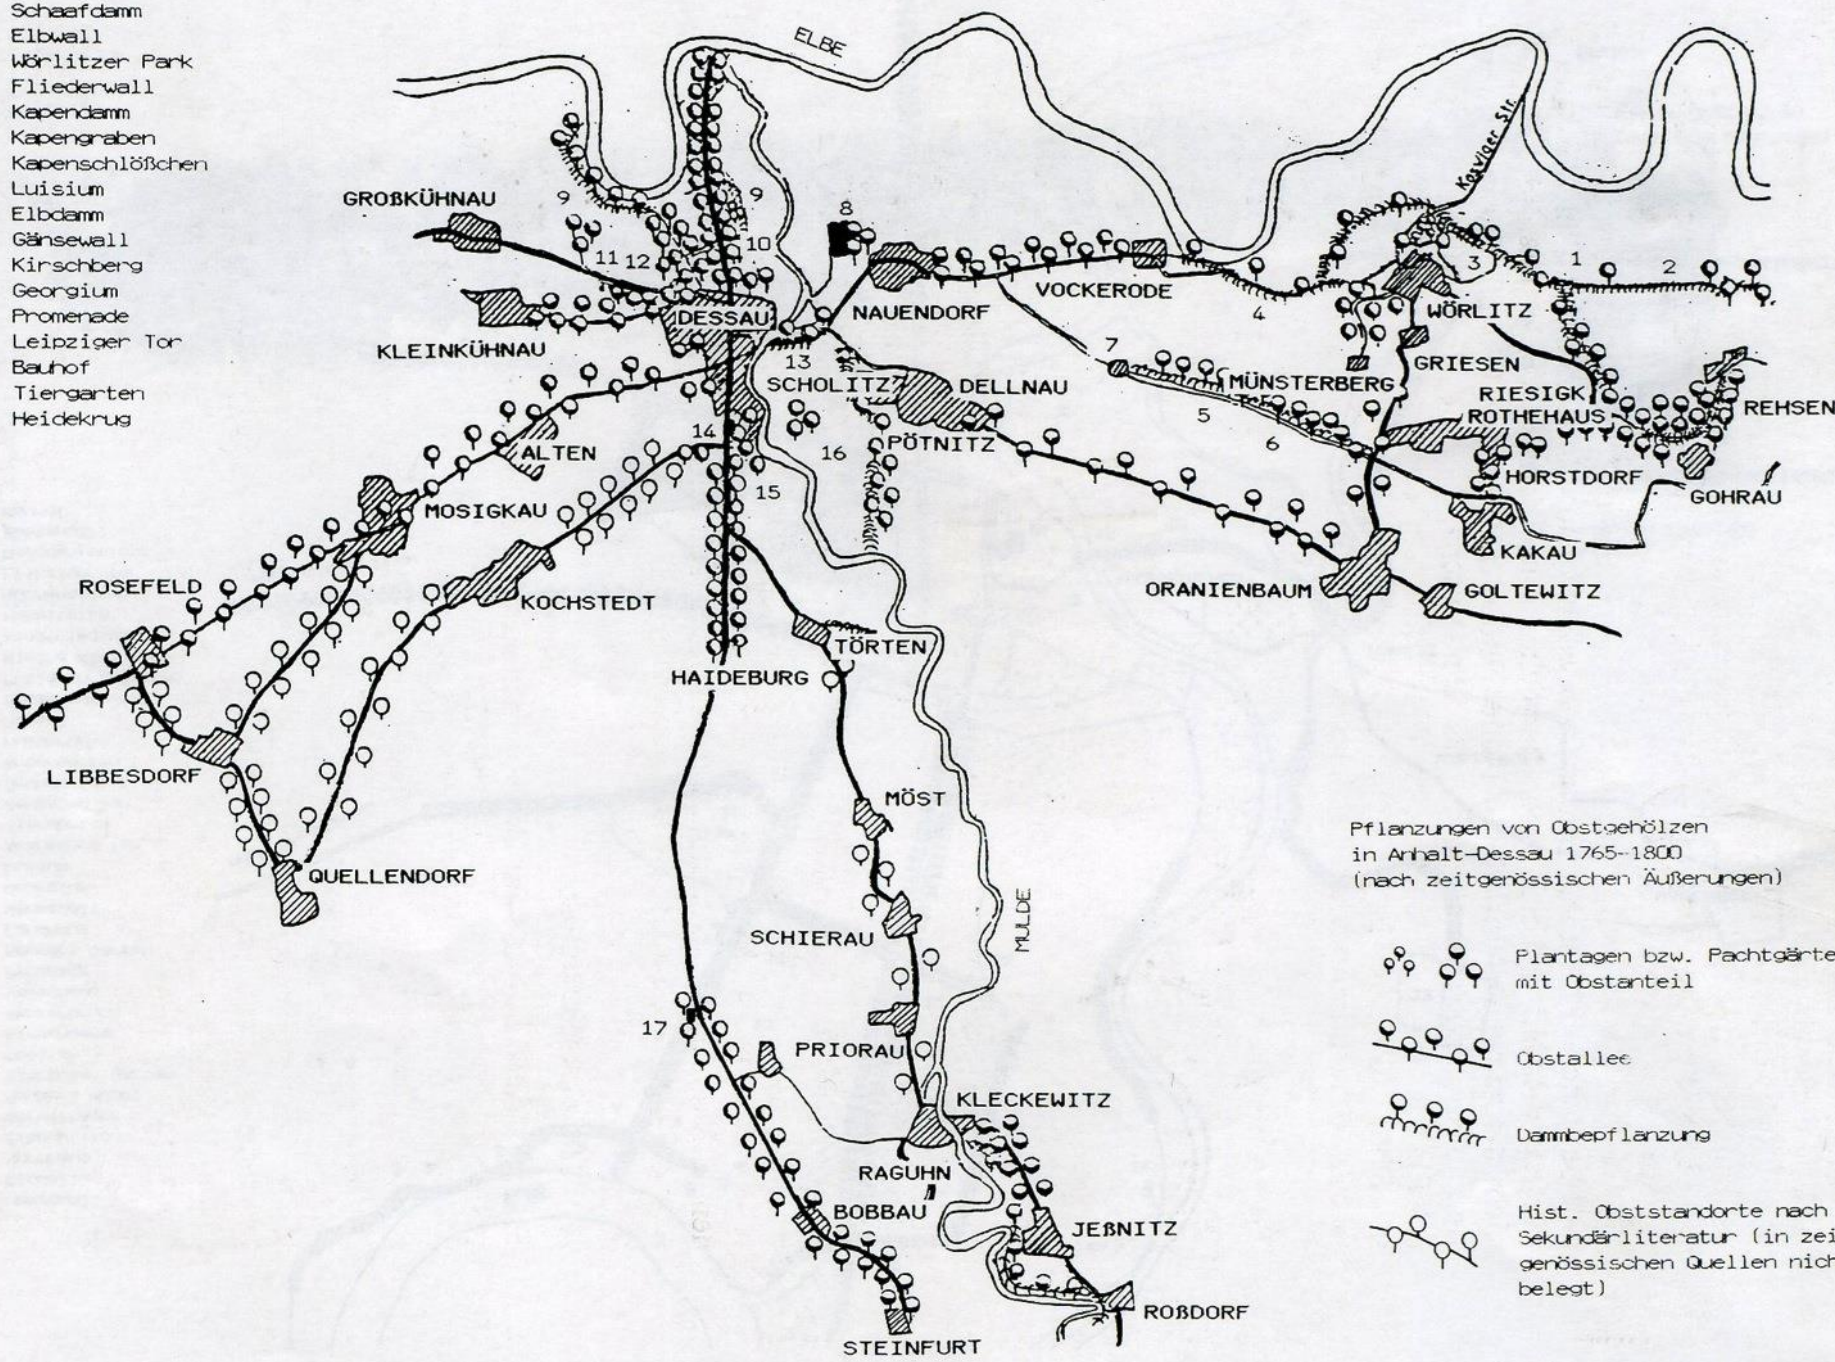 Schaafdamm
Elbwall
Wörlitzer Park
Fliederwall
Kapendamm
Kapengraben
Kapenschlößchen
Luisium
Elbdamm
Gänsewall
Kirschberg
Georgium
Promenade
Leipziger Tor
Bauhof
Tiergarten
Heidekrug
ELBE
Koswiger Str.
GROßKÜHNAU
9
9
8
10
11
12
3
1
2
NAUENDORF
VOCKERODE
4
WÖRLITZ
DESSAU
KLEINKÜHNAU
13
7
GRIESEN
SCHOLITZ
DELLNAU
MÜNSTERBERG
RIESIGK
ROTHEHAUS
REHSEN
5
6
14
PÖTNITZ
16
ALTEN
15
HORSTDORF
GOHRAU
MOSIGKAU
KAKAU
ROSEFELD
KOCHSTEDT
ORANIENBAUM
GOLTEWITZ
TÖRTEN
HAIDEBURG
LIBBESDORF
MÖST
QUELLENDORF
MULDE
SCHIERAU
17
PRIORAU
KLECKEWITZ
RAGUHN
BOBBAU
JEßNITZ
ROßDORF
STEINFURT
Pflanzungen von Obstgehölzen
in Anhalt-Dessau 1765-1800
(nach zeitgenössischen Äußerungen)
Plantagen bzw. Pachtgärte
mit Obstanteil
Obstallee
Dammbepflanzung
Hist. Obststandorte nach
Sekundärliteratur (in zei
genössischen Quellen nich
belegt)